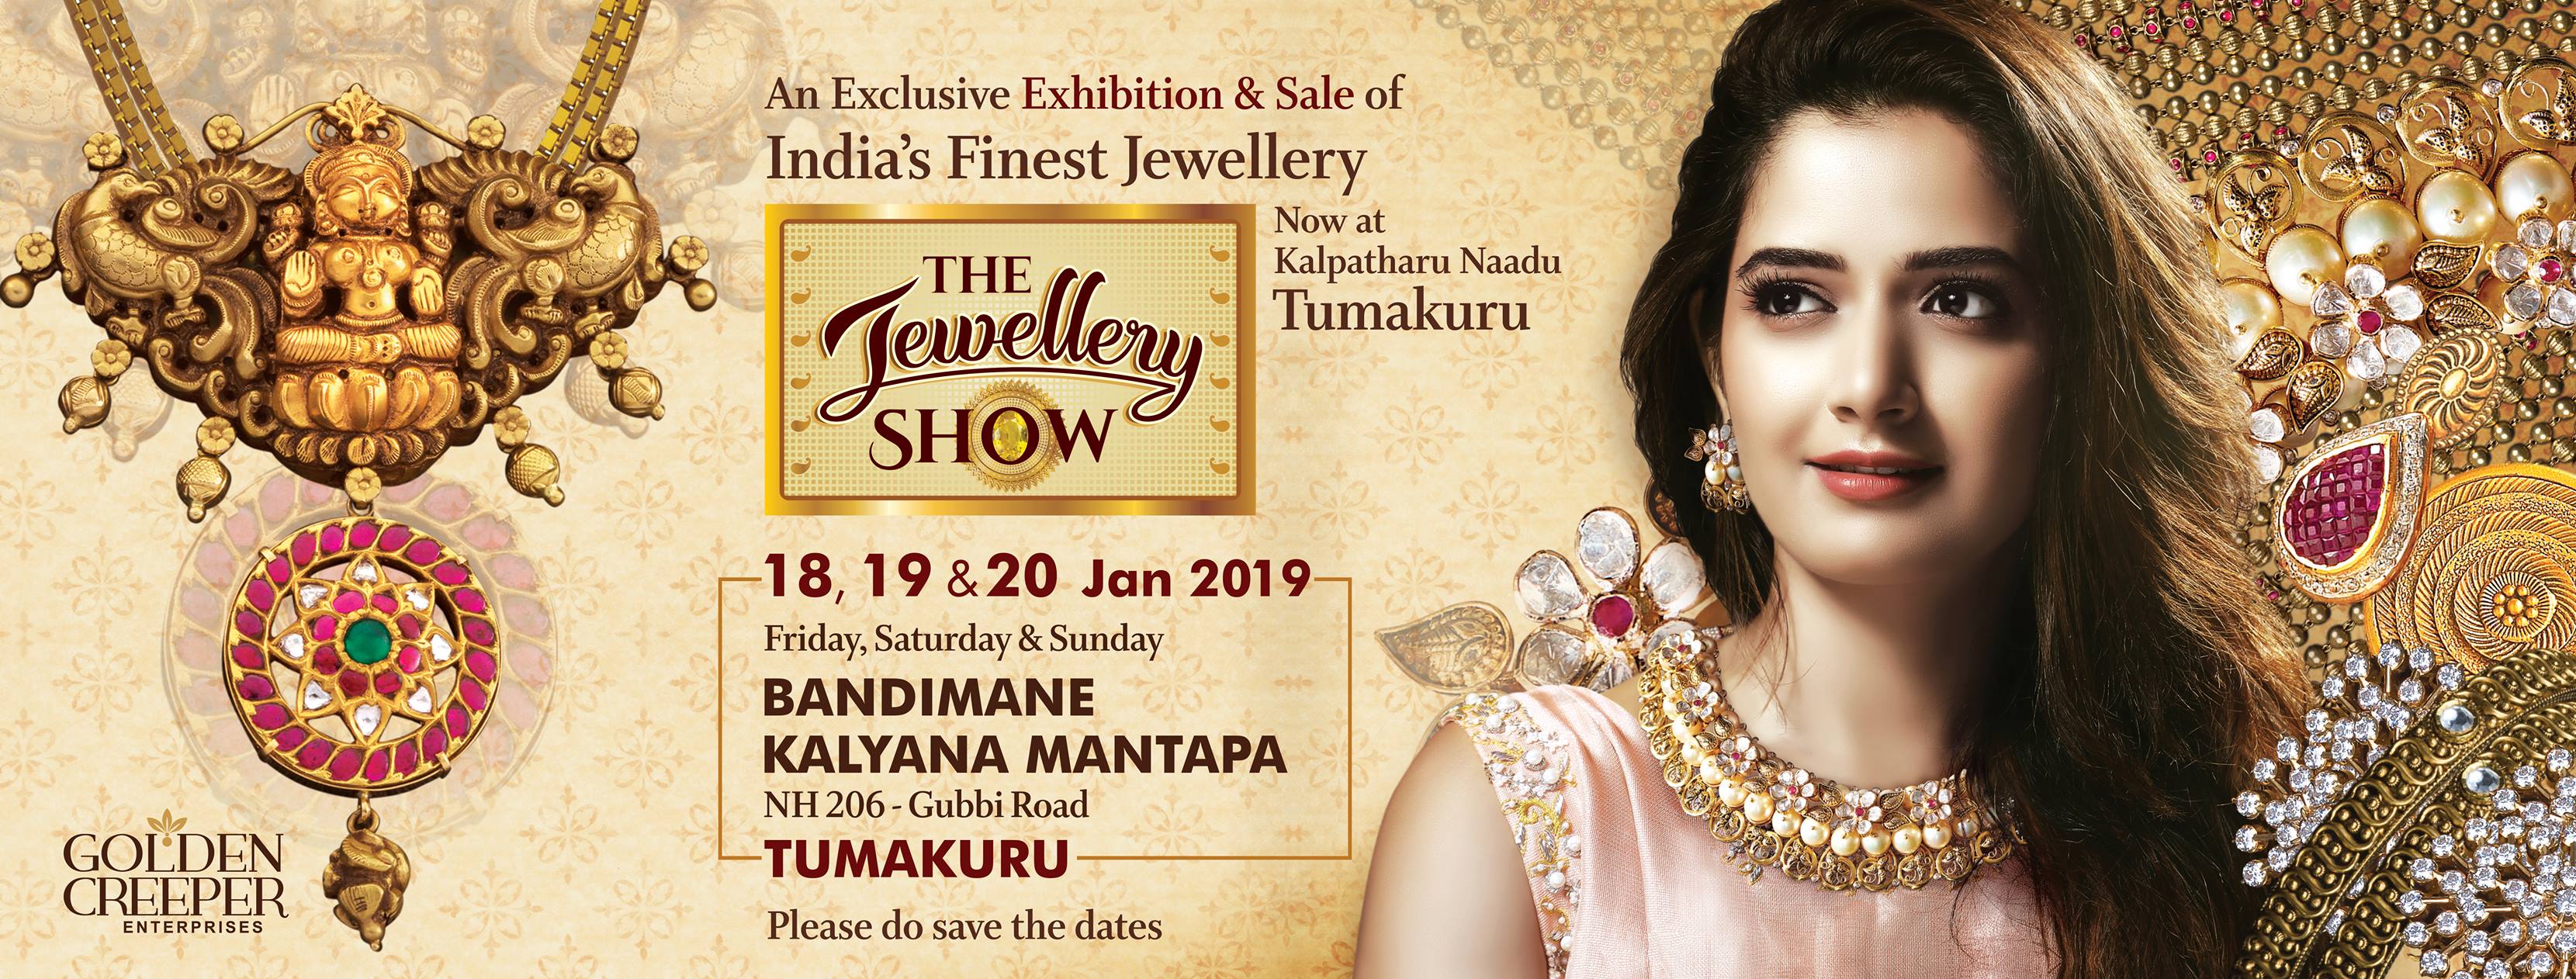 An Exclusive Exhibition & Sale of
India's Finest Jewellery
THE
Jewellery
SHOW
Now at
Kalpatharu Naadu
Tumakuru
18, 19 & 20 Jan 2019
Friday, Saturday & Sunday
BANDIMANE
KALYANA MANTAPA
NH 206 - Gubbi Road
TUMAKURU
Please do save the dates
GOLDEN
CREEPER
ENTERPRISES